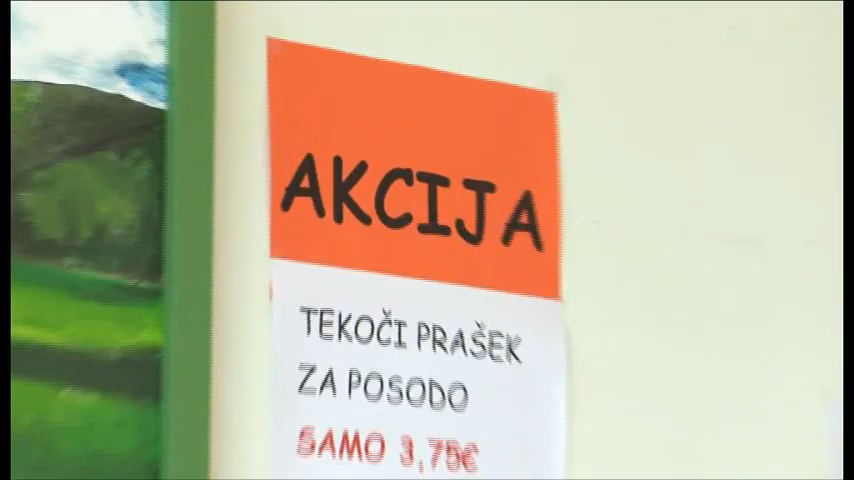 AKCIJA
TEKOČI PRAŠEK
ZA POSODO
SAMO 3,75€